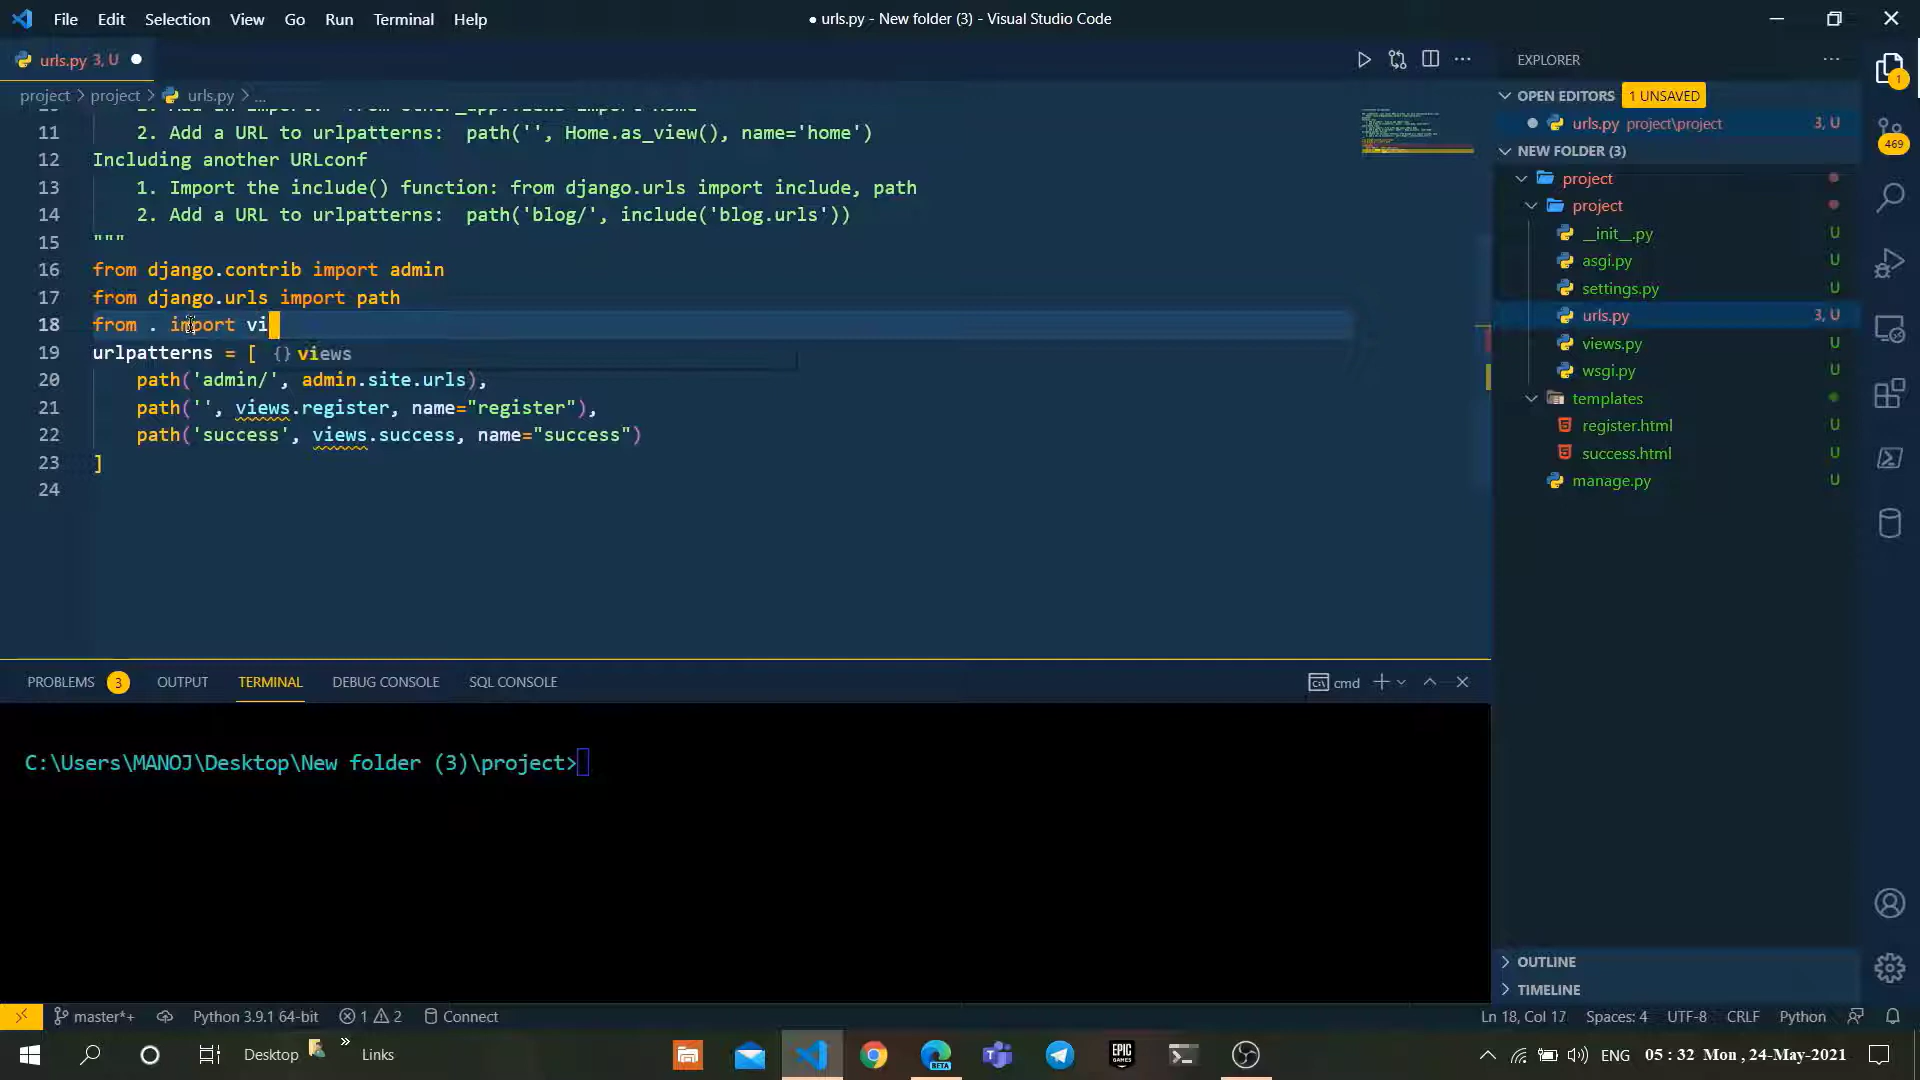 File Edit Selection View Go Run Terminal Help
● urls.py - New folder (3) - Visual Studio Code
urls.py 3, U
project > project > urls.py > ...
11 2. Add a URL to urlpatterns:  path('', Home.as_view(), name='home')
12 Including another URLconf
13 1. Import the include() function: from django.urls import include, path
14 2. Add a URL to urlpatterns:  path('blog/', include('blog.urls'))
15 """
16 from django.contrib import admin
17 from django.urls import path
18 from . import vi
19 urlpatterns = [ {} views
20 path('admin/', admin.site.urls),
21 path('', views.register, name="register"),
22 path('success', views.success, name="success")
23 ]
24
EXPLORER
OPEN EDITORS 1 UNSAVED
urls.py project\project 3, U
NEW FOLDER (3)
project
project
__init__.py U
asgi.py U
settings.py U
urls.py 3, U
views.py U
wsgi.py U
templates
register.html U
success.html U
manage.py U
OUTLINE
TIMELINE
1
469
PROBLEMS 3 OUTPUT TERMINAL DEBUG CONSOLE SQL CONSOLE
cmd
C:\Users\MANOJ\Desktop\New folder (3)\project>
master*+ Python 3.9.1 64-bit 1 2 Connect
Ln 18, Col 17 Spaces: 4 UTF-8 CRLF Python
Desktop » Links
BETA
EPIC GAMES
ENG 05 : 32 Mon , 24-May-2021